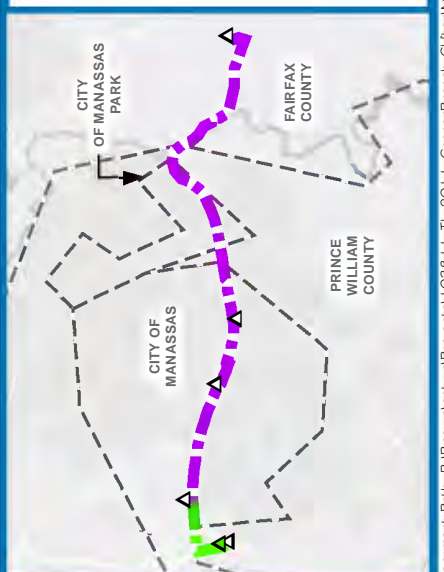 CITY
OF MANASSAS
PARK
FAIRFAX
COUNTY
CITY OF
MANASSAS
PRINCE
WILLIAM
COUNTY